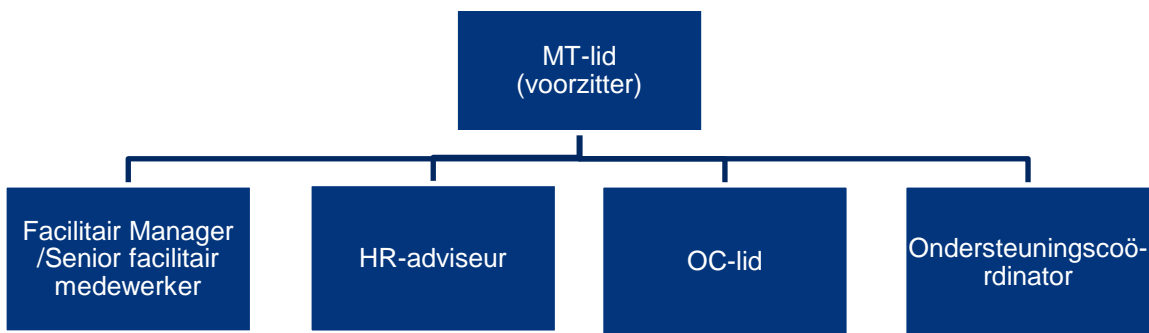 MT-lid
(voorzitter)
Facilitair Manager
/Senior facilitair
medewerker
HR-adviseur
OC-lid
Ondersteuningscoö-
rdinator